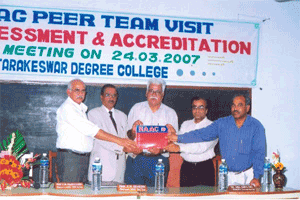 AC PEER TEAM VISIT
ESSMENT & ACCREDITATION
MEETING ON 24.03.2007
TARAKESWAR DEGREE COLLEGE
NAAC